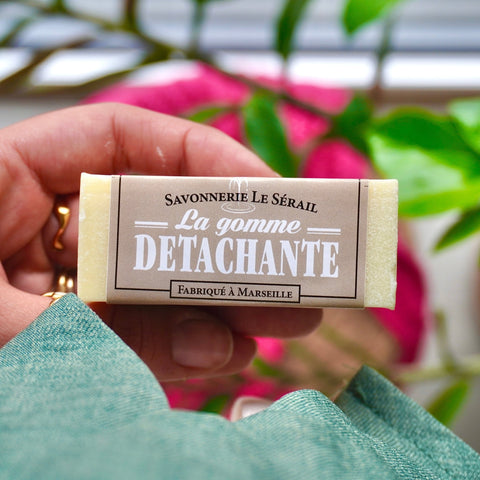 SAVONNERIE LE SÉRAIL
La gomme
DETACHANTE
FABRIQUÉ À MARSEILLE